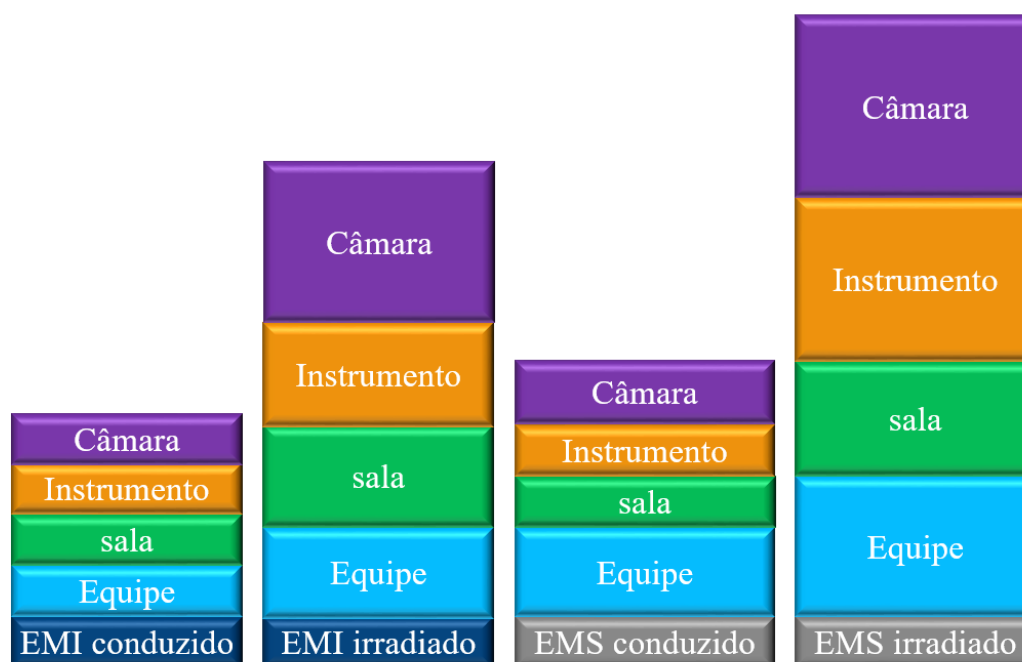 Câmara
Instrumento
sala
Equipe
EMI conduzido
Câmara
Instrumento
sala
Equipe
EMI irradiado
Câmara
Instrumento
sala
Equipe
EMS conduzido
Câmara
Instrumento
sala
Equipe
EMS irradiado